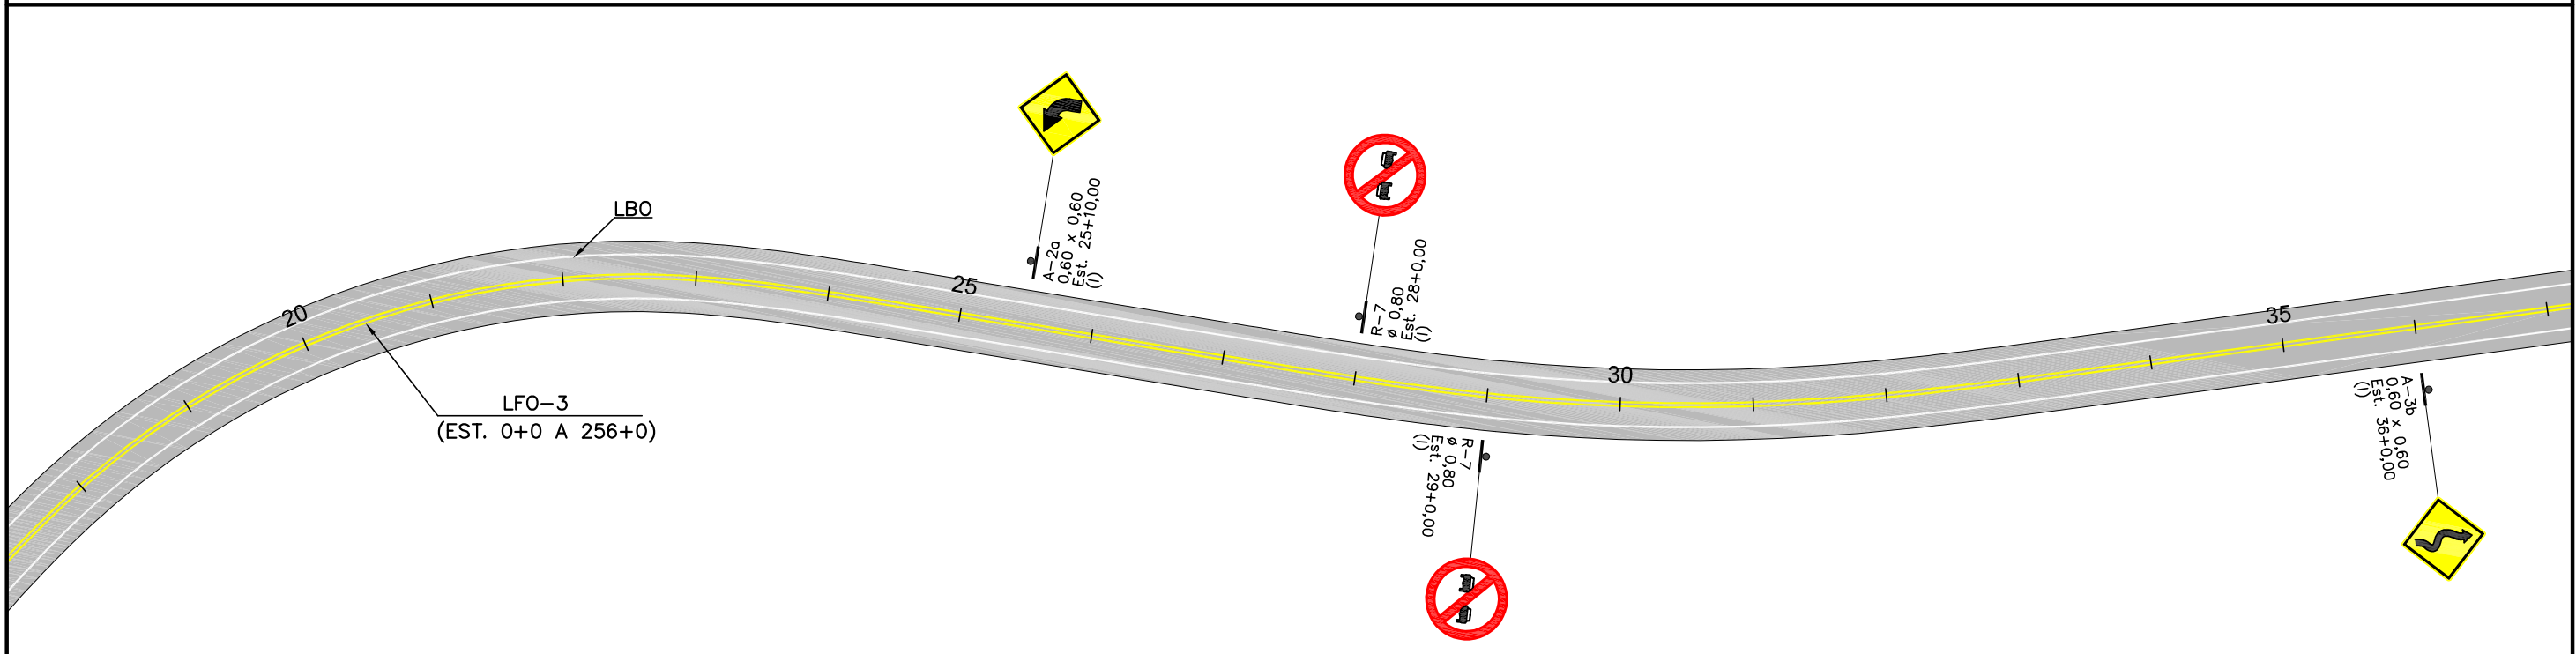 LBO
20
LFO-3
(EST. 0+0 A 256+0)
25
A-2a
0,60 x 0,60
Est. 25+10,00
(I)
R-7
ø 0,80
Est. 28+0,00
(I)
R-7
ø 0,80
Est. 29+0,00
(I)
30
35
A-3b
0,60 x 0,60
Est. 36+0,00
(I)